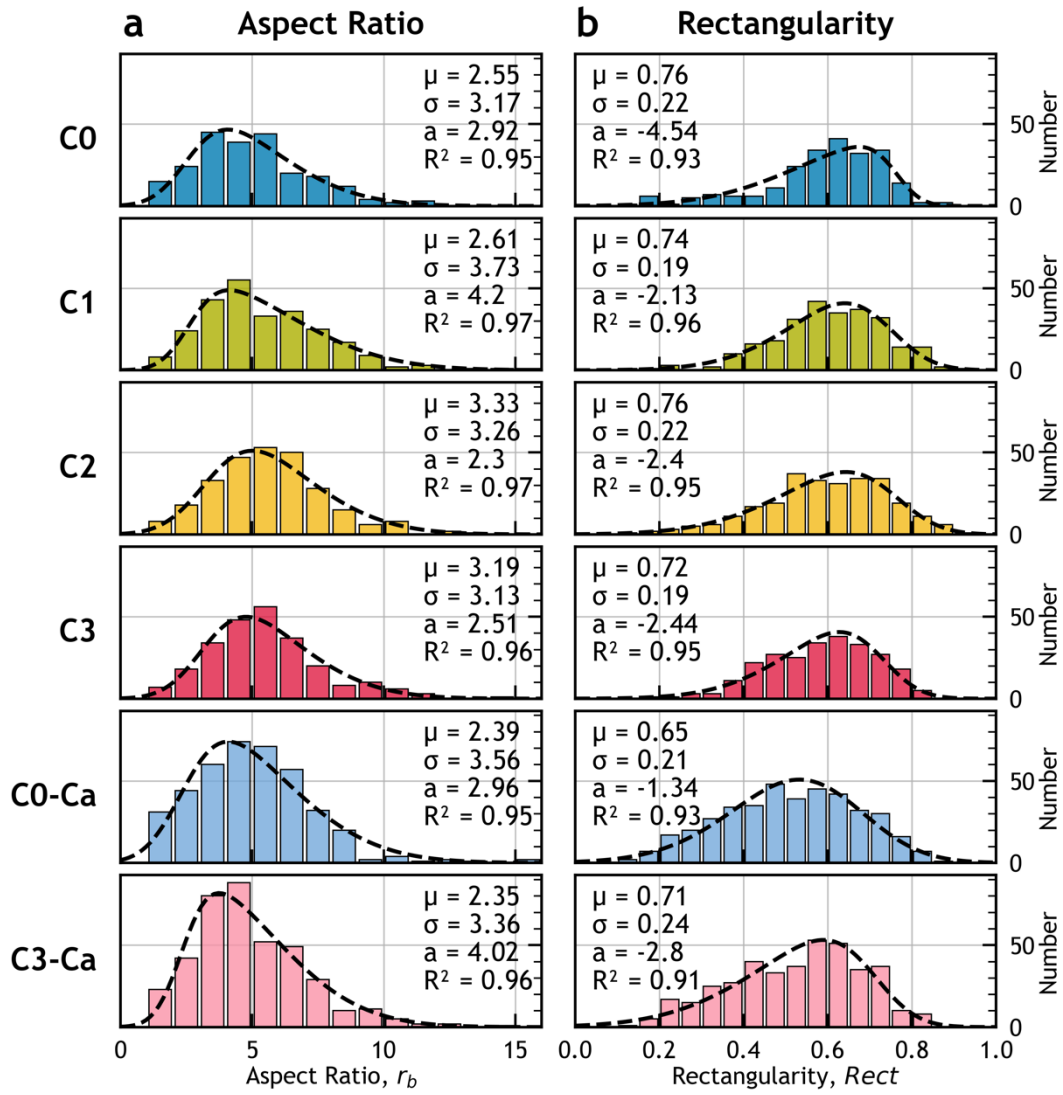 a Aspect Ratio
b Rectangularity
C0
μ = 2.55
σ = 3.17
a = 2.92
R² = 0.95
μ = 0.76
σ = 0.22
a = -4.54
R² = 0.93
50
0
Number
C1
μ = 2.61
σ = 3.73
a = 4.2
R² = 0.97
μ = 0.74
σ = 0.19
a = -2.13
R² = 0.96
50
0
Number
C2
μ = 3.33
σ = 3.26
a = 2.3
R² = 0.97
μ = 0.76
σ = 0.22
a = -2.4
R² = 0.95
50
0
Number
C3
μ = 3.19
σ = 3.13
a = 2.51
R² = 0.96
μ = 0.72
σ = 0.19
a = -2.44
R² = 0.95
50
0
Number
C0-Ca
μ = 2.39
σ = 3.56
a = 2.96
R² = 0.95
μ = 0.65
σ = 0.21
a = -1.34
R² = 0.93
50
0
Number
C3-Ca
μ = 2.35
σ = 3.36
a = 4.02
R² = 0.96
μ = 0.71
σ = 0.24
a = -2.8
R² = 0.91
50
0
Number
0 5 10 15
Aspect Ratio, r_b
0.0 0.2 0.4 0.6 0.8 1.0
Rectangularity, Rect